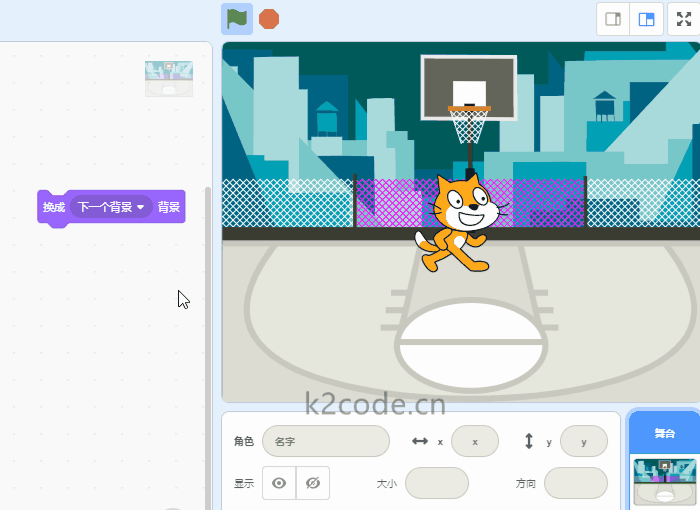 换成 下一个背景 背景
k2code.cn
角色 名字 x x y y
显示 大小 方向
舞台